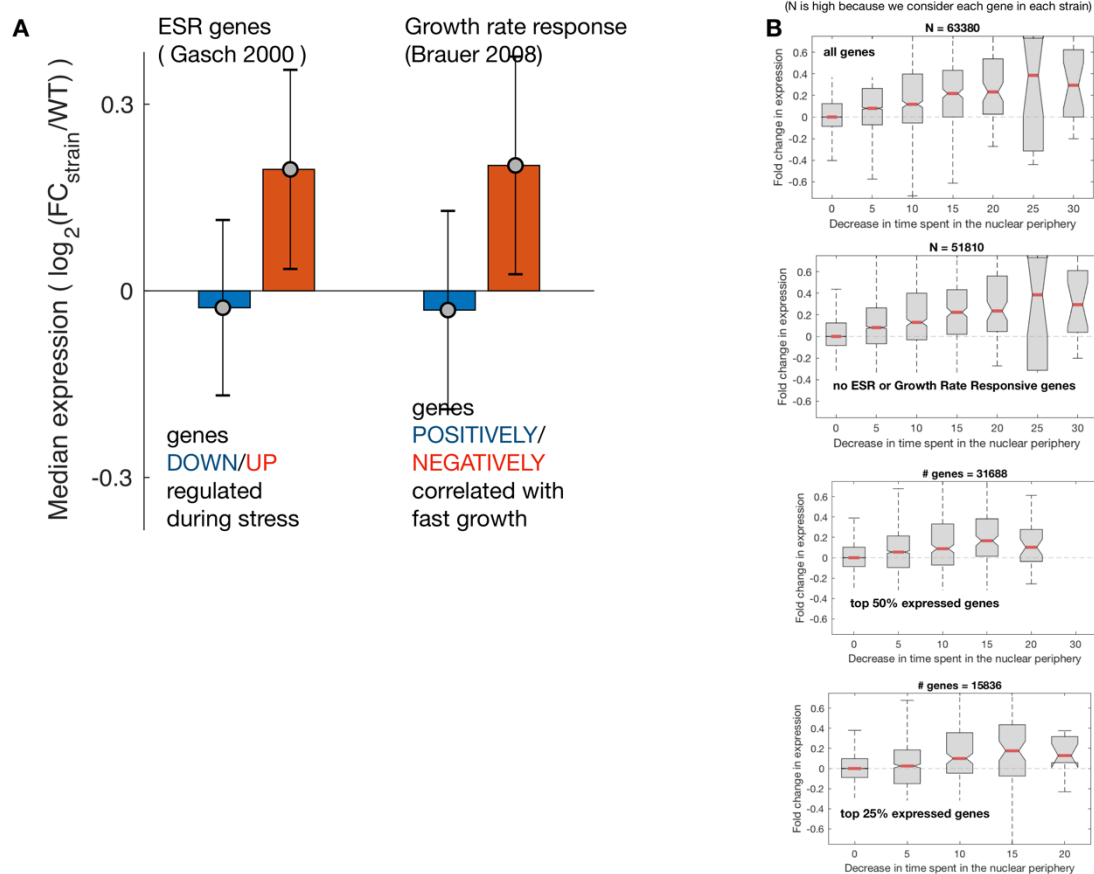 A
ESR genes
( Gasch 2000 )
Growth rate response
(Brauer 2008)
Median expression ( log2(FCstrain/WT) )
0.3
0
-0.3
genes
DOWN/UP
regulated
during stress
genes
POSITIVELY/
NEGATIVELY
correlated with
fast growth
B
(N is high because we consider each gene in each strain)
N = 63380
all genes
Fold change in expression
0.6
0.4
0.2
0
-0.2
-0.4
-0.6
0 5 10 15 20 25 30
Decrease in time spent in the nuclear periphery
N = 51810
Fold change in expression
0.6
0.4
0.2
0
-0.2
-0.4
-0.6
no ESR or Growth Rate Responsive genes
0 5 10 15 20 25 30
Decrease in time spent in the nuclear periphery
# genes = 31688
Fold change in expression
0.6
0.4
0.2
0
-0.2
-0.4
-0.6
top 50% expressed genes
0 5 10 15 20 30
Decrease in time spent in the nuclear periphery
# genes = 15836
Fold change in expression
0.6
0.4
0.2
0
-0.2
-0.4
-0.6
top 25% expressed genes
0 5 10 15 20
Decrease in time spent in the nuclear periphery